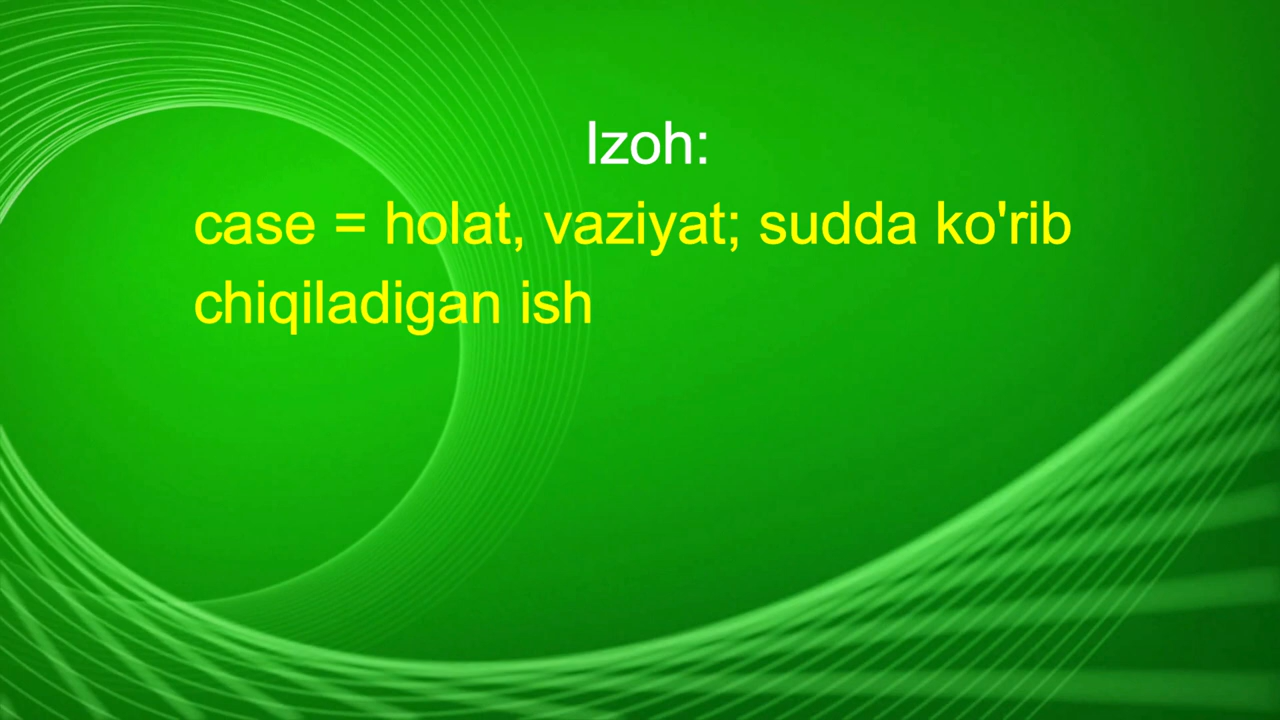 Izoh:
case = holat, vaziyat; sudda ko'rib
chiqiladigan ish